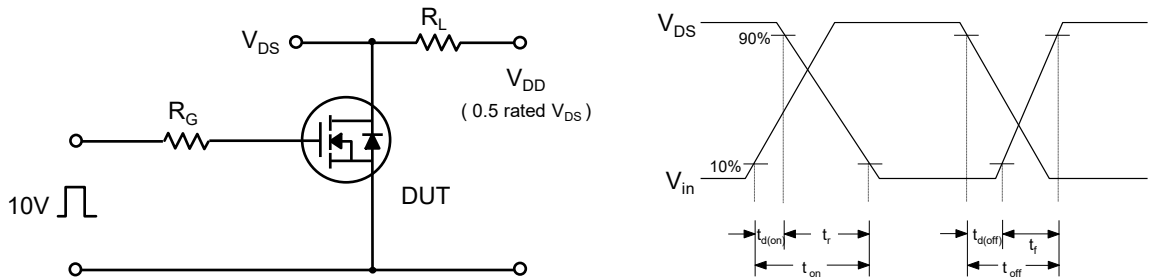 R_L
V_DS
V_DD
( 0.5 rated V_DS )
R_G
DUT
10V
V_DS
90%
10%
V_in
t_d(on)
t_r
t_on
t_d(off)
t_f
t_off